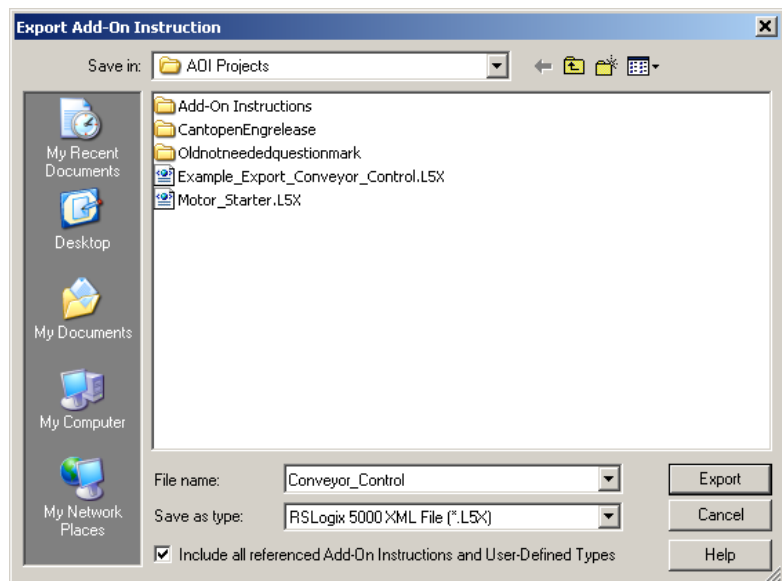 Export Add-On Instruction
Save in:
AOI Projects
My Recent
Documents
Desktop
My Documents
My Computer
My Network
Places
Add-On Instructions
CantopenEngrelease
Oldnotneededquestionmark
Example_Export_Conveyor_Control.L5X
Motor_Starter.L5X
File name:
Conveyor_Control
Export
Save as type:
RSLogix 5000 XML File (*.L5X)
Cancel
Include all referenced Add-On Instructions and User-Defined Types
Help